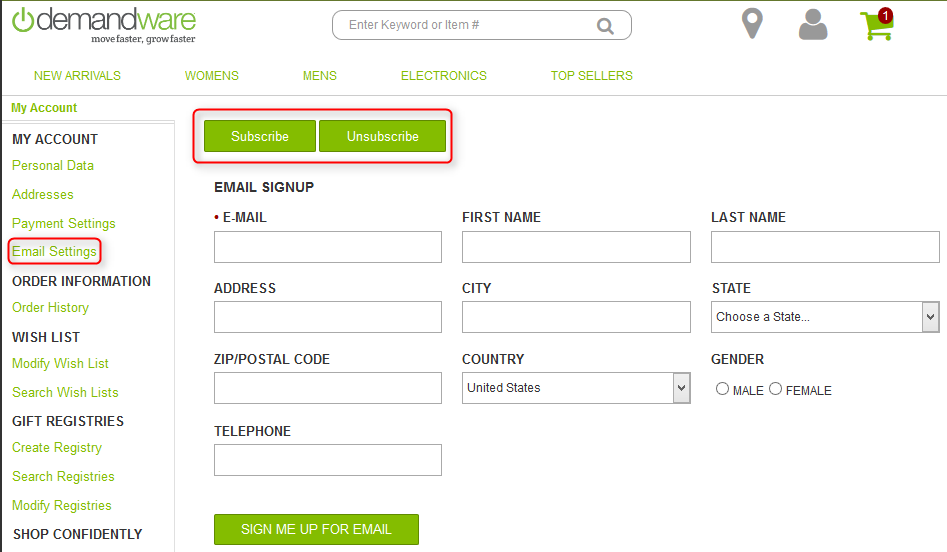 demandware
move faster, grow faster
Enter Keyword or Item #
1
NEW ARRIVALS WOMENS MENS ELECTRONICS TOP SELLERS
My Account
MY ACCOUNT
Personal Data
Addresses
Payment Settings
Email Settings
ORDER INFORMATION
Order History
WISH LIST
Modify Wish List
Search Wish Lists
GIFT REGISTRIES
Create Registry
Search Registries
Modify Registries
SHOP CONFIDENTLY
Subscribe Unsubscribe
EMAIL SIGNUP
• E-MAIL FIRST NAME LAST NAME
ADDRESS CITY STATE
Choose a State...
ZIP/POSTAL CODE COUNTRY GENDER
United States MALE FEMALE
TELEPHONE
SIGN ME UP FOR EMAIL